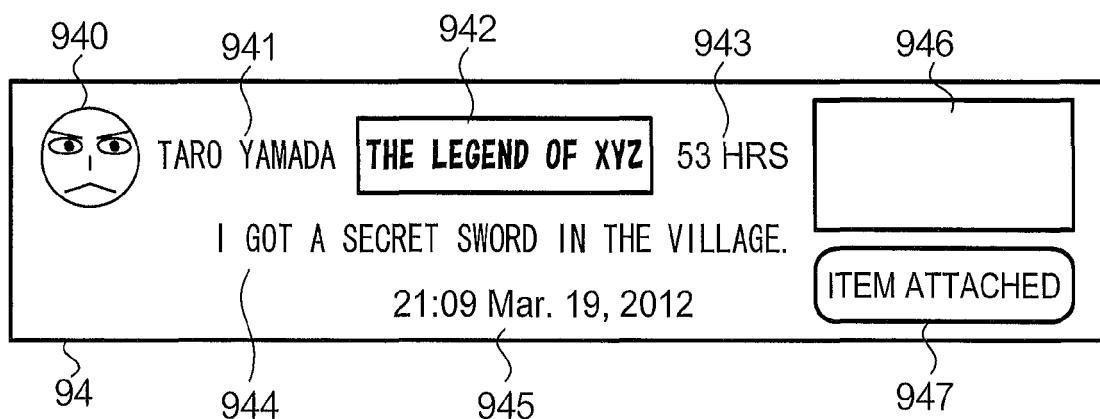 940 941 942 943 946
TARO YAMADA THE LEGEND OF XYZ 53 HRS
I GOT A SECRET SWORD IN THE VILLAGE.
ITEM ATTACHED
21:09 Mar. 19, 2012
94 944 945 947